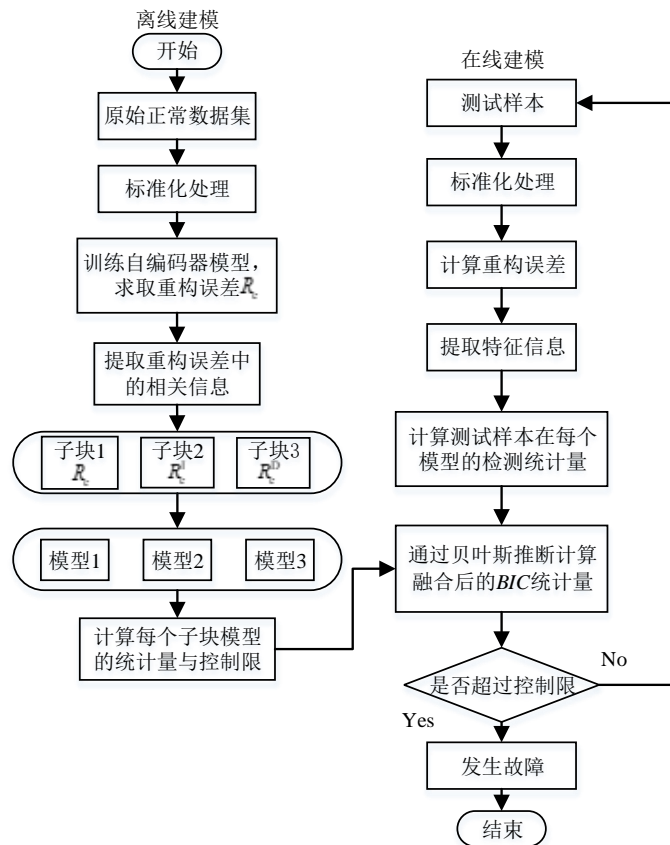 离线建模
开始
原始正常数据集
标准化处理
训练自编码器模型,
求取重构误差R_c
提取重构误差中
的相关信息
子块1 子块2 子块3
R_c R_c^I R_c^D
模型1 模型2 模型3
计算每个子块模型
的统计量与控制限
在线建模
测试样本
标准化处理
计算重构误差
提取特征信息
计算测试样本在每个
模型的检测统计量
通过贝叶斯推断计算
融合后的BIC统计量
是否超过控制限
No
Yes
发生故障
结束